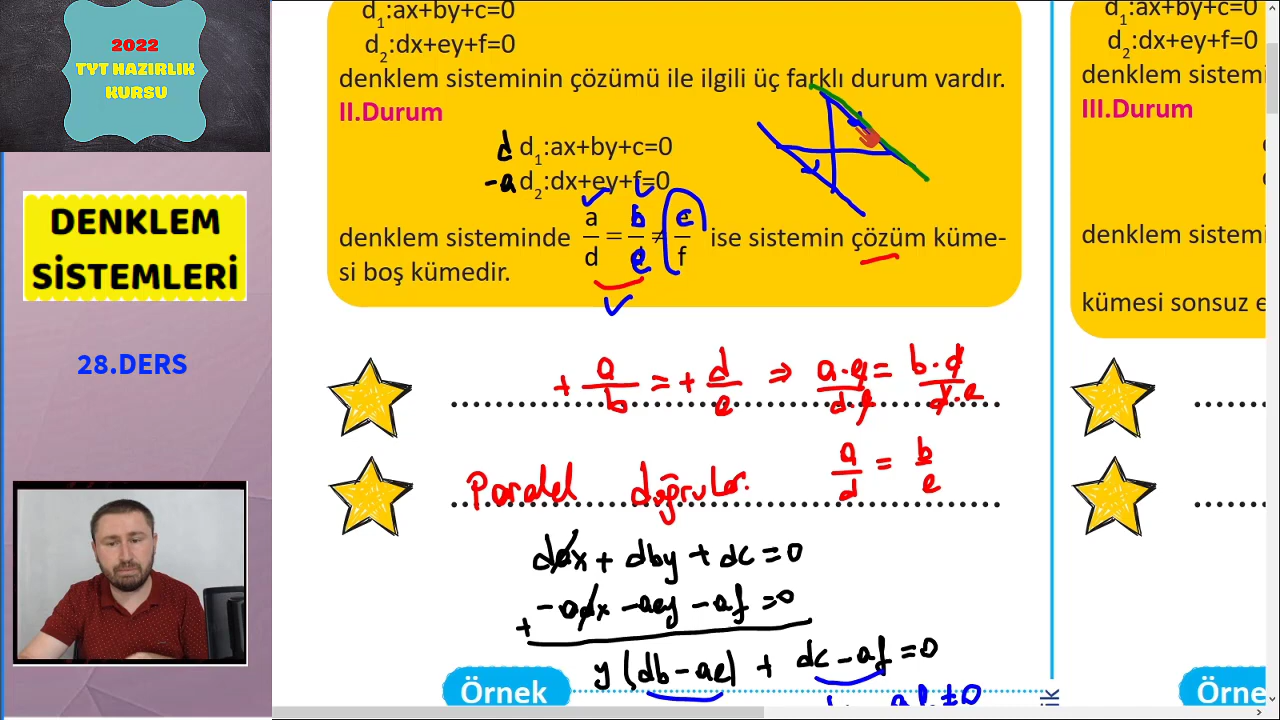 2022
TYT HAZIRLIK
KURSU
DENKLEM
SİSTEMLERİ
28.DERS
d₁:ax+by+c=0
d₂:dx+ey+f=0
denklem sisteminin çözümü ile ilgili üç farklı durum vardır.
II.Durum
d d₁:ax+by+c=0
-a d₂:dx+ey+f=0
denklem sisteminde a/d = b/e ≠ c/f ise sistemin çözüm küme-
si boş kümedir.
+ a/b = + d/e ⇒ a.e/d.e = b.d/d.e
Paralel doğrular. a/d = b/e
dax + dby + dc = 0
-adx - aey - af = 0
+
y(db - ae) + dc - af = 0
Örnek
d₁:ax+by+c=0
d₂:dx+ey+f=0
denklem sistemi
III.Durum
denklem sistemi
kümesi sonsuz e
Örne